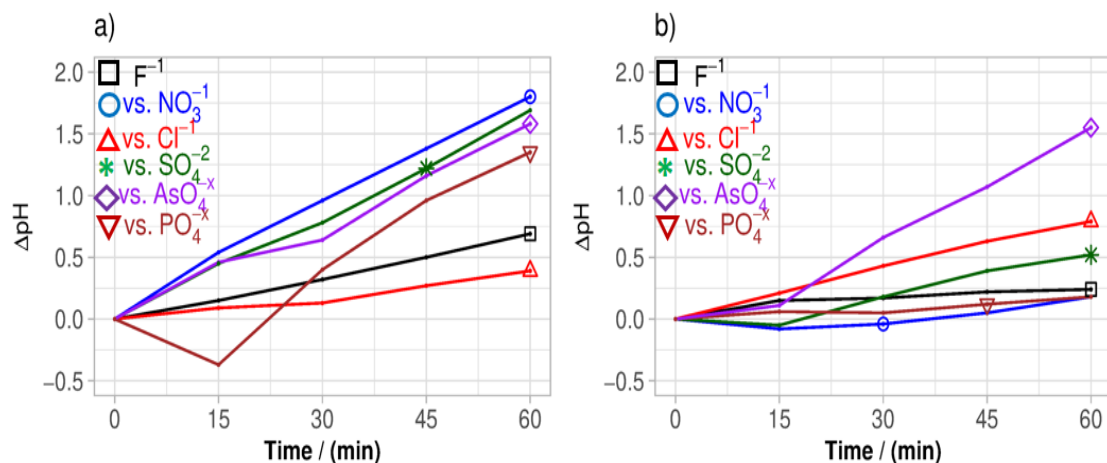 a)
2.0
1.5
1.0
0.5
0.0
−0.5
ΔpH
F⁻¹
vs. NO₃⁻¹
vs. Cl⁻¹
vs. SO₄⁻²
vs. AsO₄⁻ˣ
vs. PO₄⁻ˣ
0 15 30 45 60
Time / (min)
b)
2.0
1.5
1.0
0.5
0.0
−0.5
ΔpH
F⁻¹
vs. NO₃⁻¹
vs. Cl⁻¹
vs. SO₄⁻²
vs. AsO₄⁻ˣ
vs. PO₄⁻ˣ
0 15 30 45 60
Time / (min)